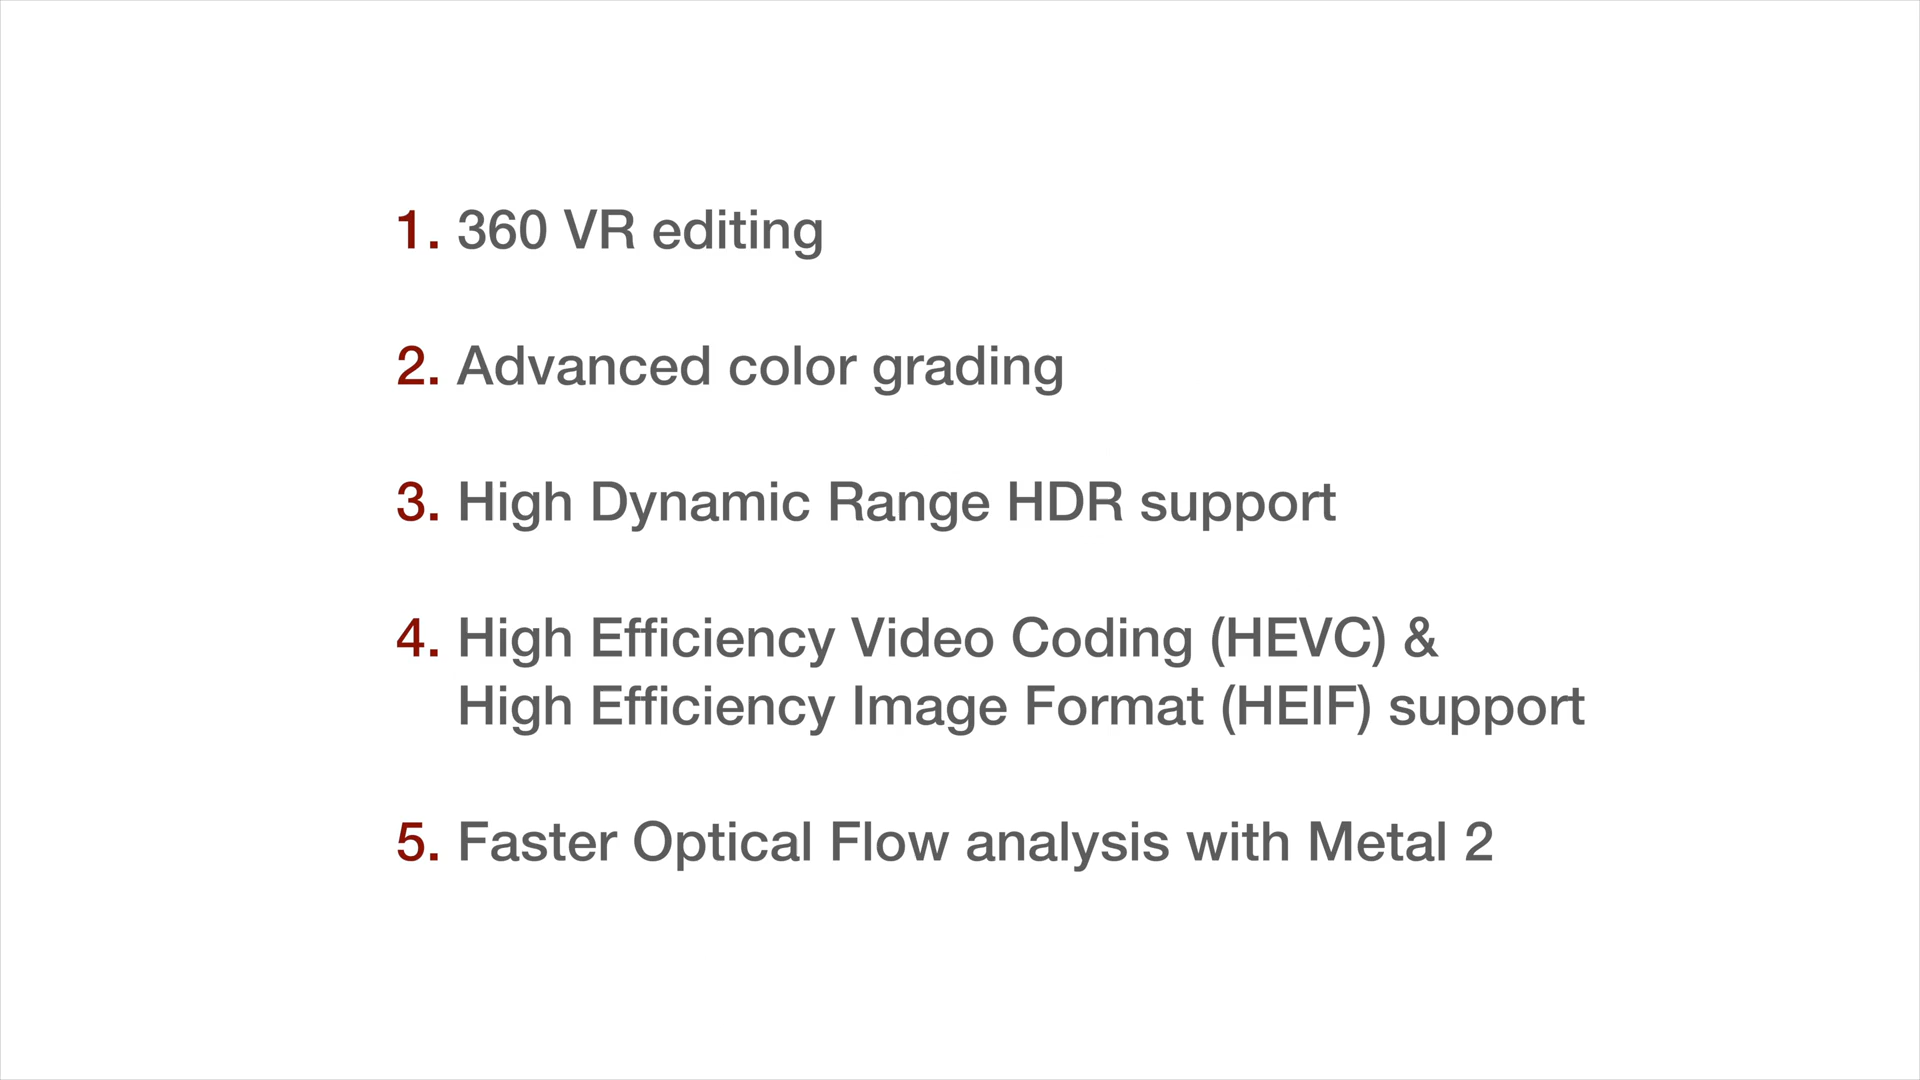 1. 360 VR editing
2. Advanced color grading
3. High Dynamic Range HDR support
4. High Efficiency Video Coding (HEVC) &
High Efficiency Image Format (HEIF) support
5. Faster Optical Flow analysis with Metal 2